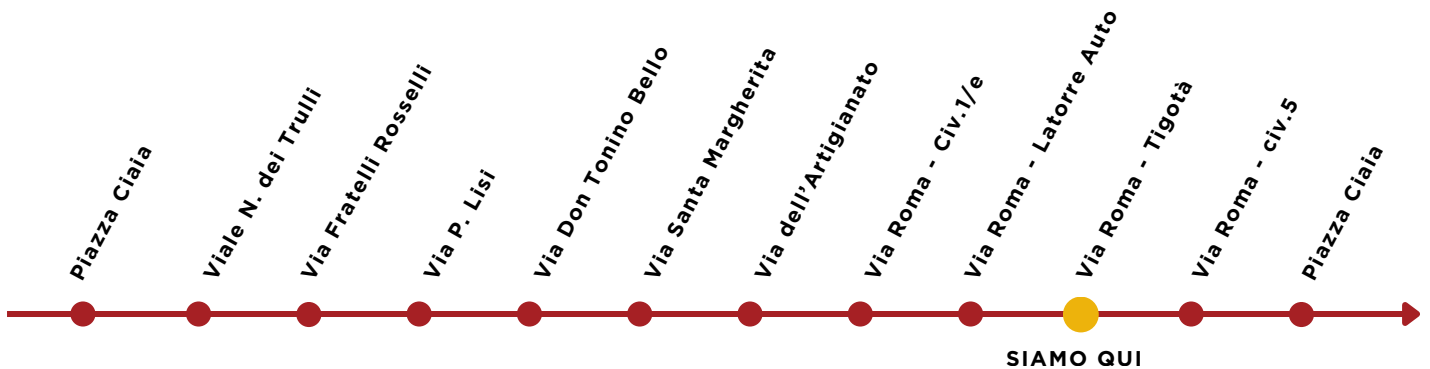 Piazza Ciaia
Viale N. dei Trulli
Via Fratelli Rosselli
Via P. Lisi
Via Don Tonino Bello
Via Santa Margherita
Via dell'Artigianato
Via Roma - Civ.1/e
Via Roma - Latorre Auto
Via Roma - Tigotà
Via Roma - civ.5
Piazza Ciaia
SIAMO QUI